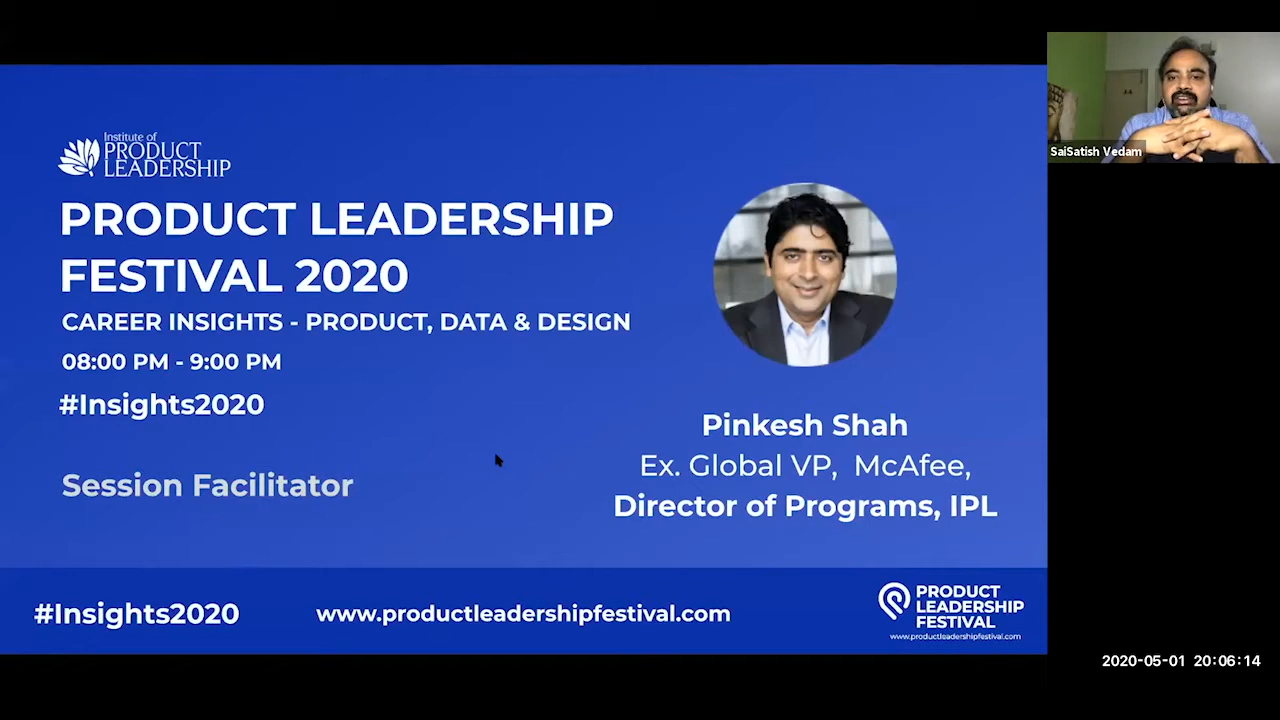 Institute of
PRODUCT
LEADERSHIP
PRODUCT LEADERSHIP
FESTIVAL 2020
CAREER INSIGHTS - PRODUCT, DATA & DESIGN
08:00 PM - 9:00 PM
#Insights2020
Session Facilitator
Pinkesh Shah
Ex. Global VP, McAfee,
Director of Programs, IPL
#Insights2020
www.productleadershipfestival.com
PRODUCT
LEADERSHIP
FESTIVAL
www.productleadershipfestival.com
SaiSatish Vedam
2020-05-01 20:06:14